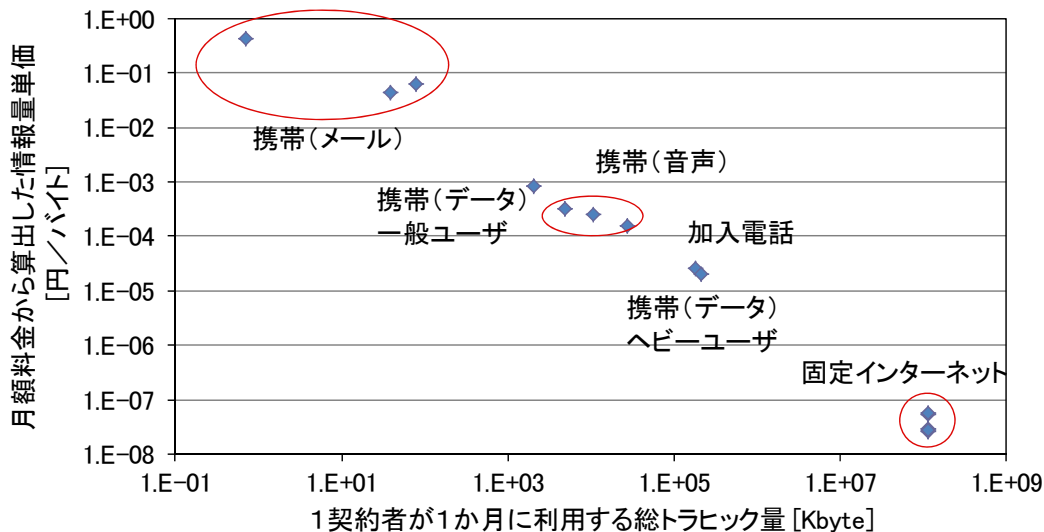 月額料金から算出した情報量単価
[円／バイト]
1.E+00
1.E−01
1.E−02
1.E−03
1.E−04
1.E−05
1.E−06
1.E−07
1.E−08
携帯（メール）
携帯（音声）
携帯（データ）
一般ユーザ
加入電話
携帯（データ）
ヘビーユーザ
固定インターネット
1.E−01
1.E+01
1.E+03
1.E+05
1.E+07
1.E+09
１契約者が１か月に利用する総トラヒック量 [Kbyte]